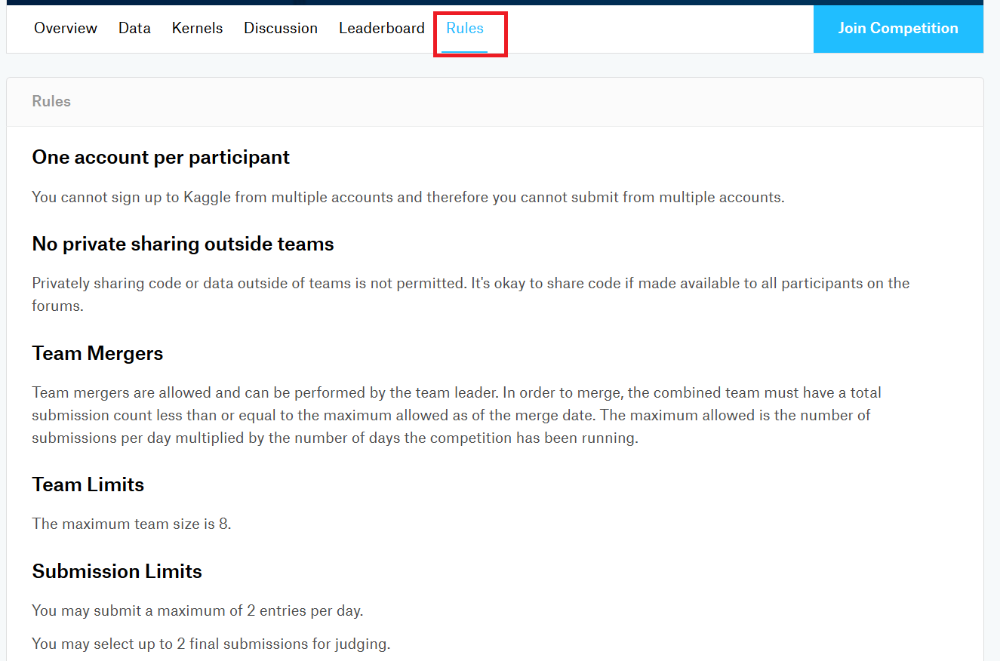 Overview Data Kernels Discussion Leaderboard Rules Join Competition
Rules
One account per participant
You cannot sign up to Kaggle from multiple accounts and therefore you cannot submit from multiple accounts.
No private sharing outside teams
Privately sharing code or data outside of teams is not permitted. It's okay to share code if made available to all participants on the
forums.
Team Mergers
Team mergers are allowed and can be performed by the team leader. In order to merge, the combined team must have a total
submission count less than or equal to the maximum allowed as of the merge date. The maximum allowed is the number of
submissions per day multiplied by the number of days the competition has been running.
Team Limits
The maximum team size is 8.
Submission Limits
You may submit a maximum of 2 entries per day.
You may select up to 2 final submissions for judging.